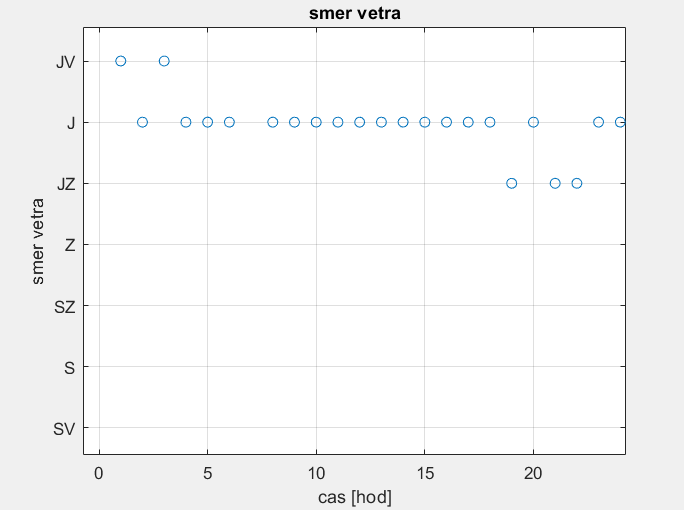 smer vetra
JV
J
JZ
Z
SZ
S
SV
smer vetra
0 5 10 15 20
cas [hod]